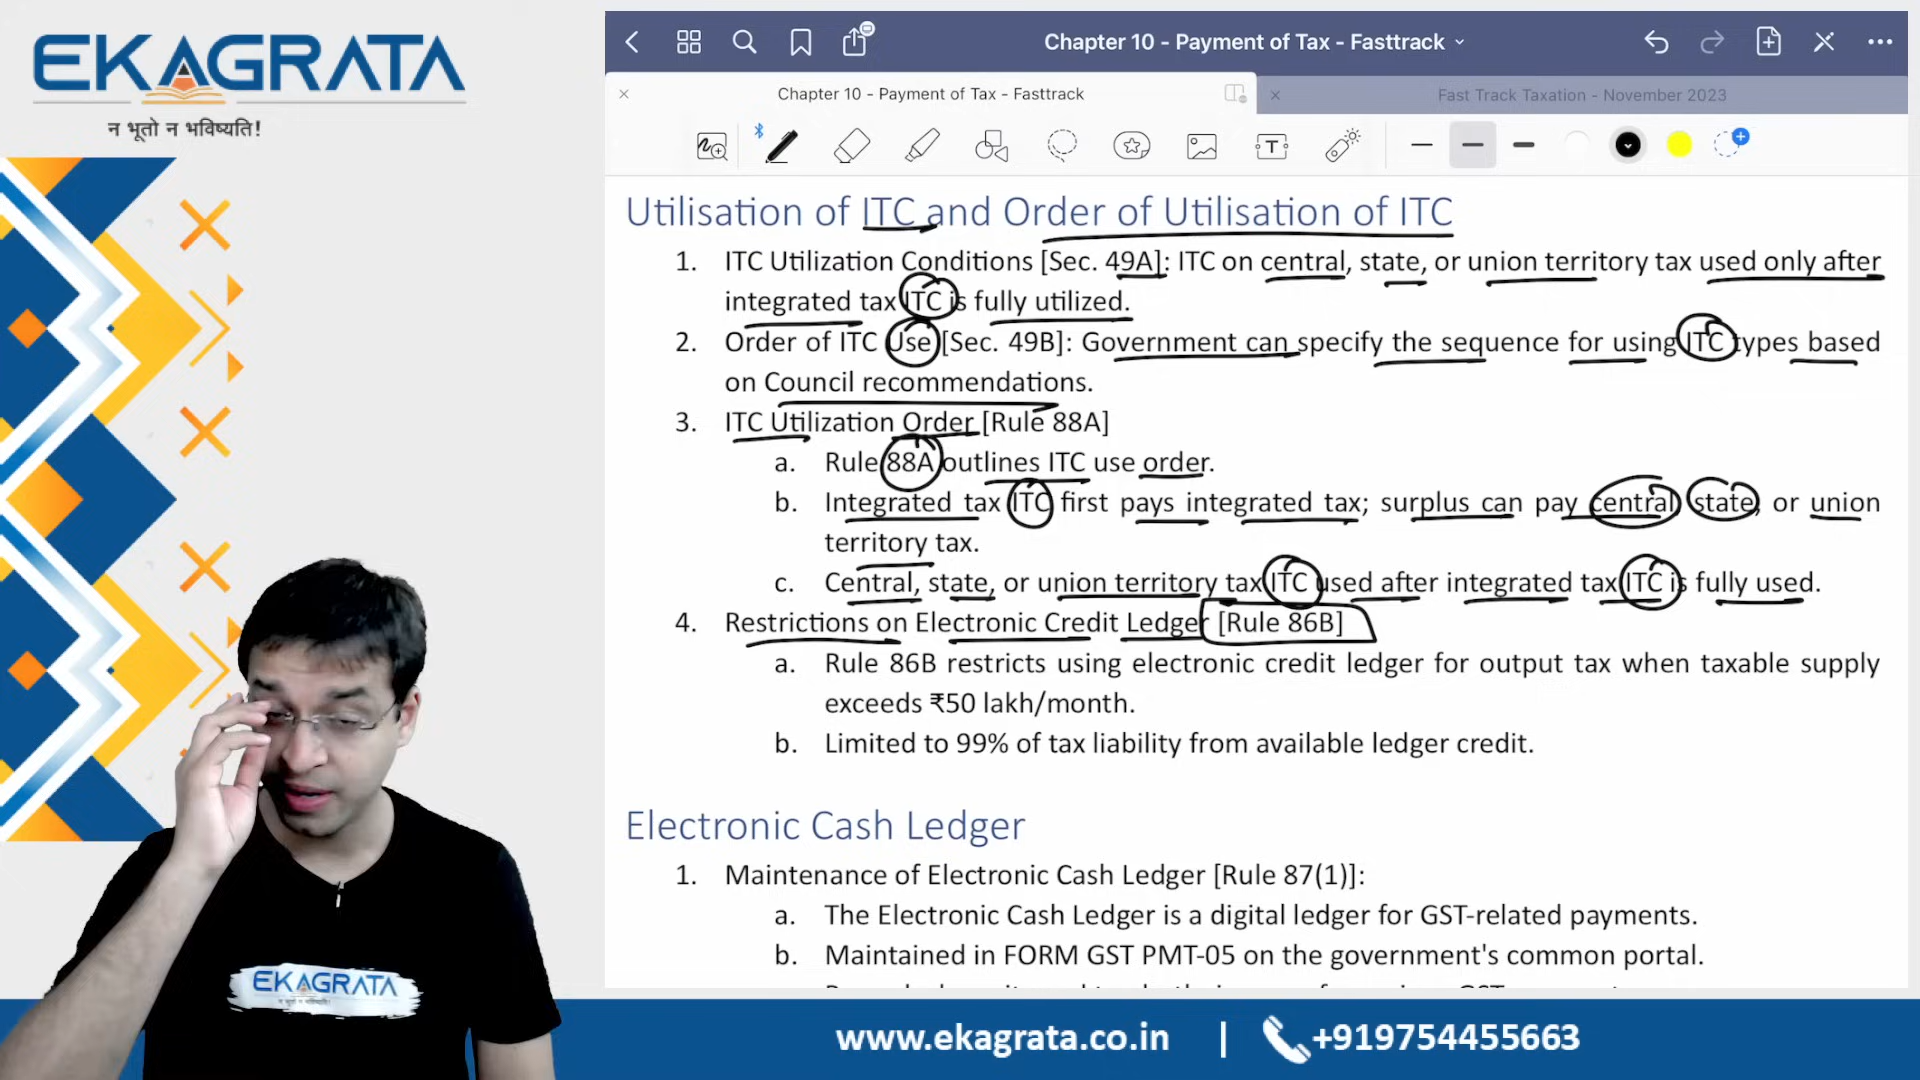 EKAGRATA
न भूतो न भविष्यति!
Chapter 10 - Payment of Tax - Fasttrack
Chapter 10 - Payment of Tax - Fasttrack
Fast Track Taxation - November 2023
Utilisation of ITC and Order of Utilisation of ITC
1. ITC Utilization Conditions [Sec. 49A]: ITC on central, state, or union territory tax used only after
integrated tax ITC is fully utilized.
2. Order of ITC Use [Sec. 49B]: Government can specify the sequence for using ITC types based
on Council recommendations.
3. ITC Utilization Order [Rule 88A]
a. Rule 88A outlines ITC use order.
b. Integrated tax ITC first pays integrated tax; surplus can pay central, state, or union
territory tax.
c. Central, state, or union territory tax ITC used after integrated tax ITC is fully used.
4. Restrictions on Electronic Credit Ledger [Rule 86B]
a. Rule 86B restricts using electronic credit ledger for output tax when taxable supply
exceeds ₹50 lakh/month.
b. Limited to 99% of tax liability from available ledger credit.
Electronic Cash Ledger
1. Maintenance of Electronic Cash Ledger [Rule 87(1)]:
a. The Electronic Cash Ledger is a digital ledger for GST-related payments.
b. Maintained in FORM GST PMT-05 on the government's common portal.
EKAGRATA
www.ekagrata.co.in | +919754455663